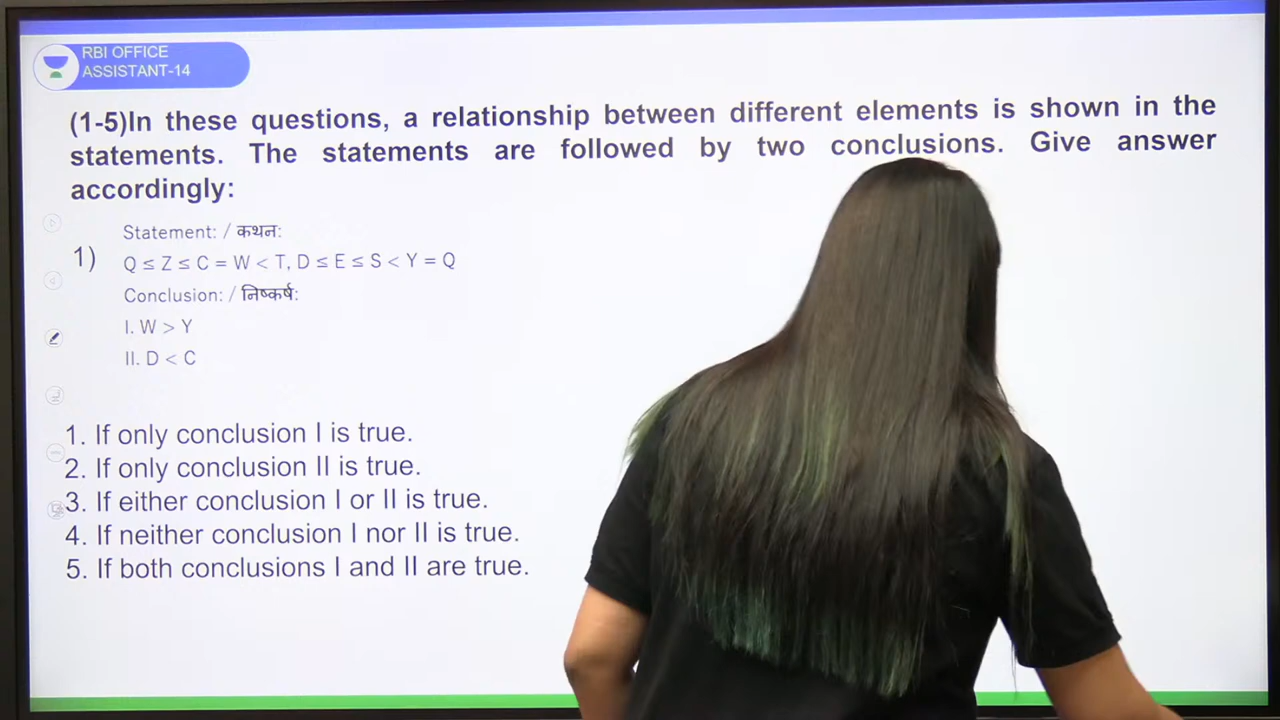 RBI OFFICE
ASSISTANT-14
(1-5)In these questions, a relationship between different elements is shown in the
statements. The statements are followed by two conclusions. Give answer
accordingly:
Statement: / कथन:
1)
Q ≤ Z ≤ C = W < T, D ≤ E ≤ S < Y = Q
Conclusion: / निष्कर्ष:
I. W > Y
II. D < C
1. If only conclusion I is true.
2. If only conclusion II is true.
3. If either conclusion I or II is true.
4. If neither conclusion I nor II is true.
5. If both conclusions I and II are true.